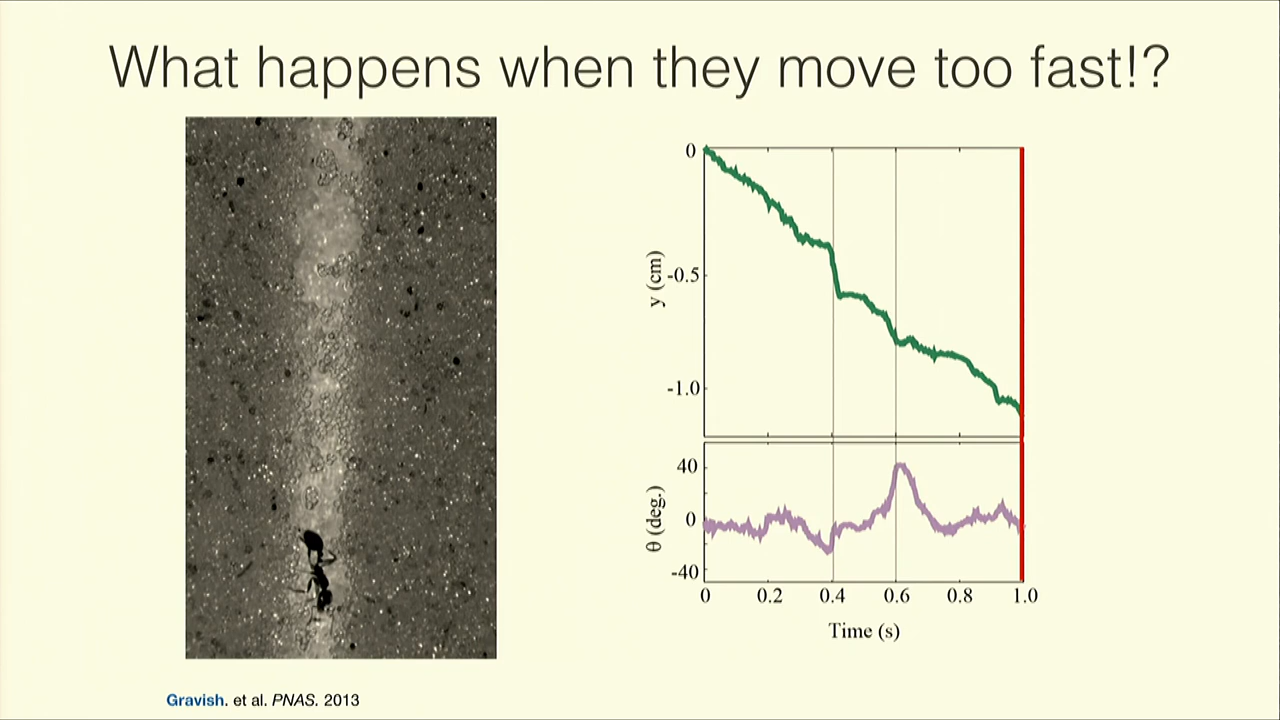 What happens when they move too fast!?
0
-0.5
-1.0
y (cm)
40
0
-40
θ (deg.)
0 0.2 0.4 0.6 0.8 1.0
Time (s)
Gravish. et al. PNAS. 2013